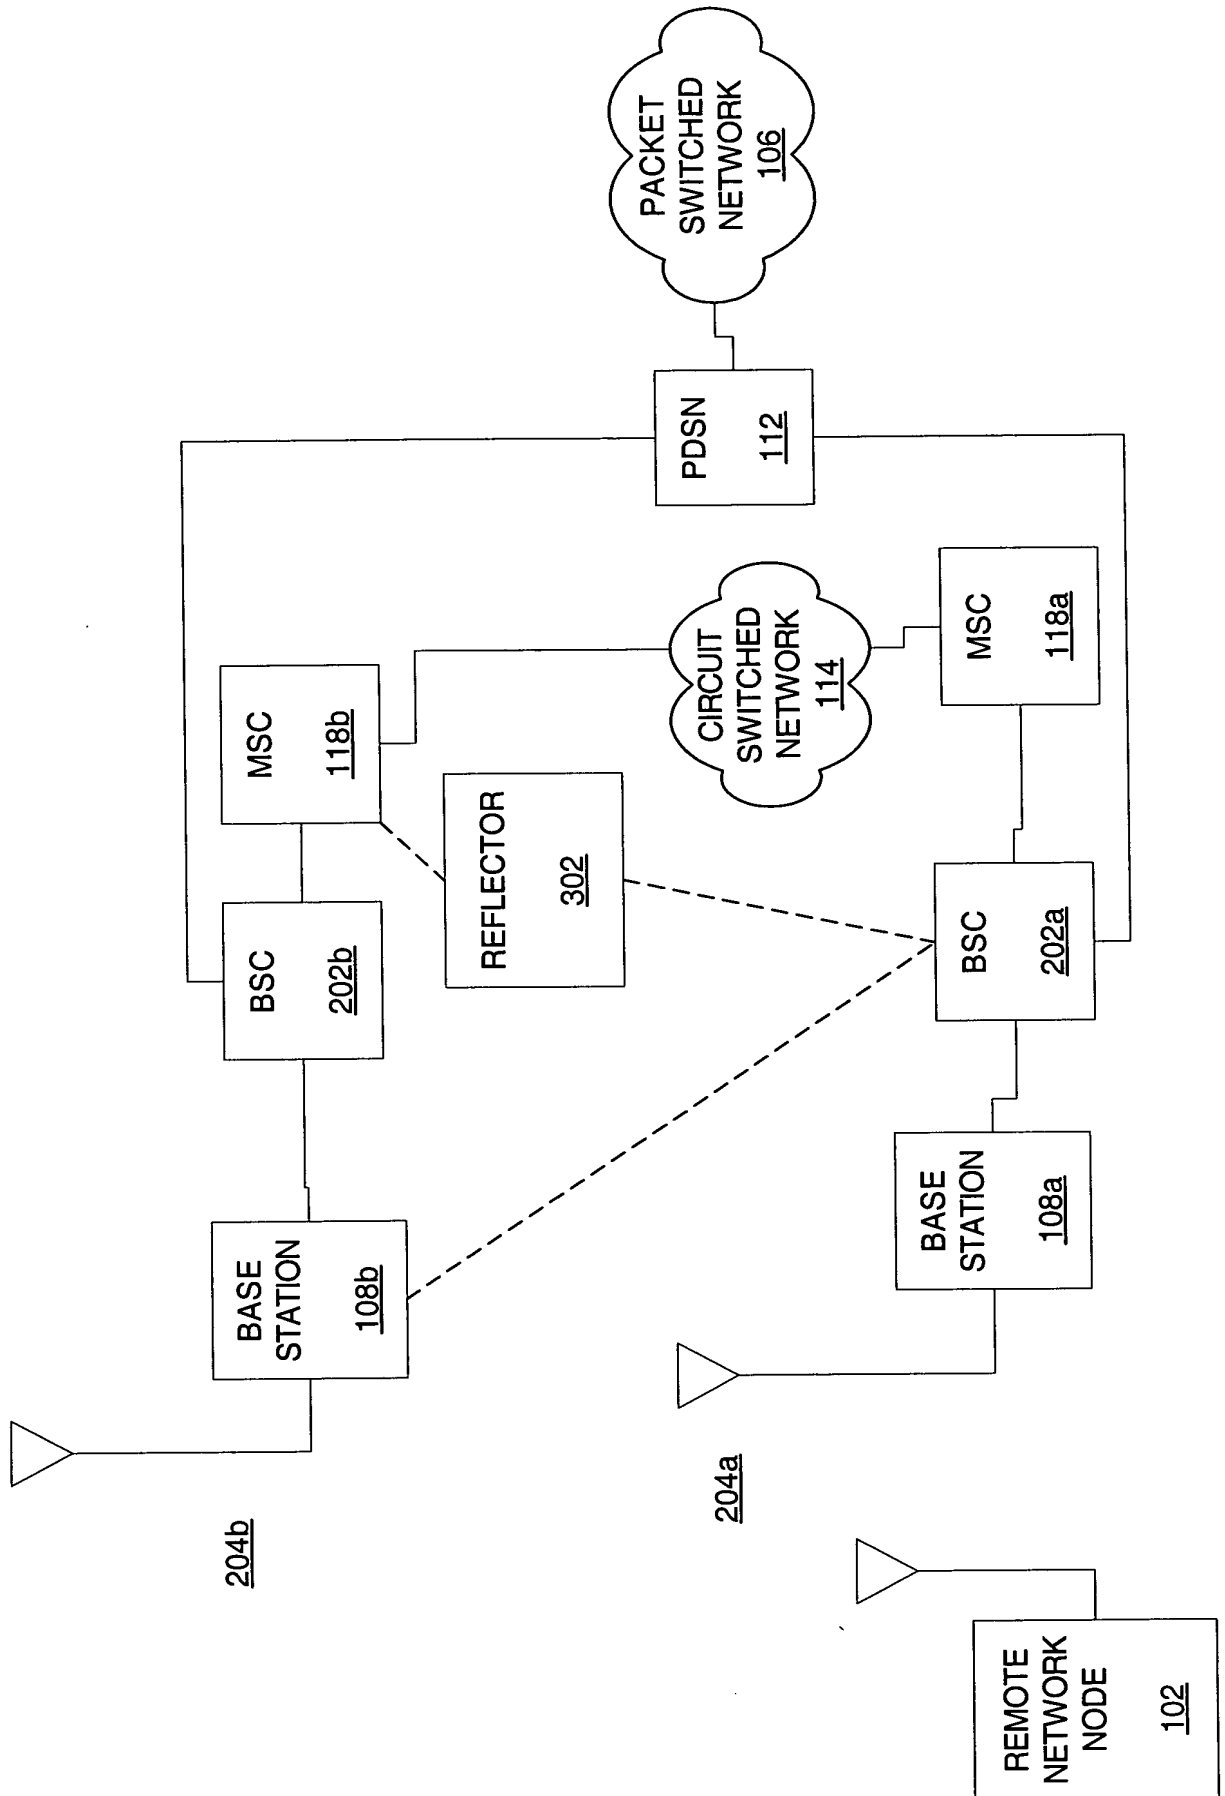 204b
BASE
STATION
108b
BSC
202b
MSC
118b
REFLECTOR
302
CIRCUIT
SWITCHED
NETWORK
114
PDSN
112
PACKET
SWITCHED
NETWORK
106
204a
BASE
STATION
108a
BSC
202a
MSC
118a
REMOTE
NETWORK
NODE
102